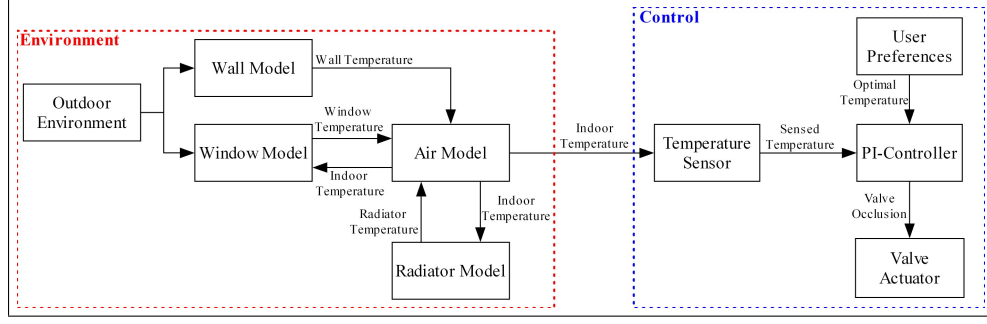 Control
Environment
User
Preferences
Wall Model
Wall Temperature
Optimal
Temperature
Outdoor
Environment
Window
Temperature
Indoor
Temperature
Sensed
Temperature
Window Model
Air Model
Temperature
Sensor
PI-Controller
Indoor
Temperature
Radiator
Temperature
Indoor
Temperature
Valve
Occlusion
Radiator Model
Valve
Actuator